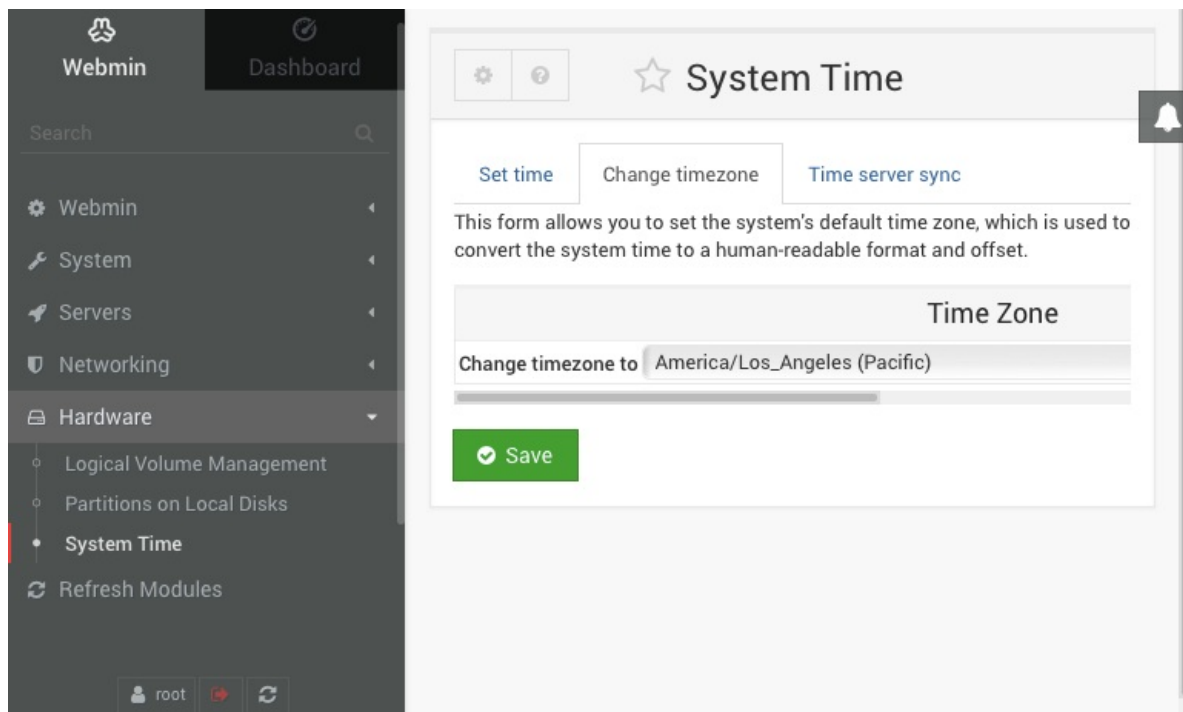 Webmin
Dashboard
Search
Webmin
System
Servers
Networking
Hardware
Logical Volume Management
Partitions on Local Disks
System Time
Refresh Modules
root
System Time
Set time
Change timezone
Time server sync
This form allows you to set the system's default time zone, which is used to
convert the system time to a human-readable format and offset.
Time Zone
Change timezone to America/Los_Angeles (Pacific)
Save